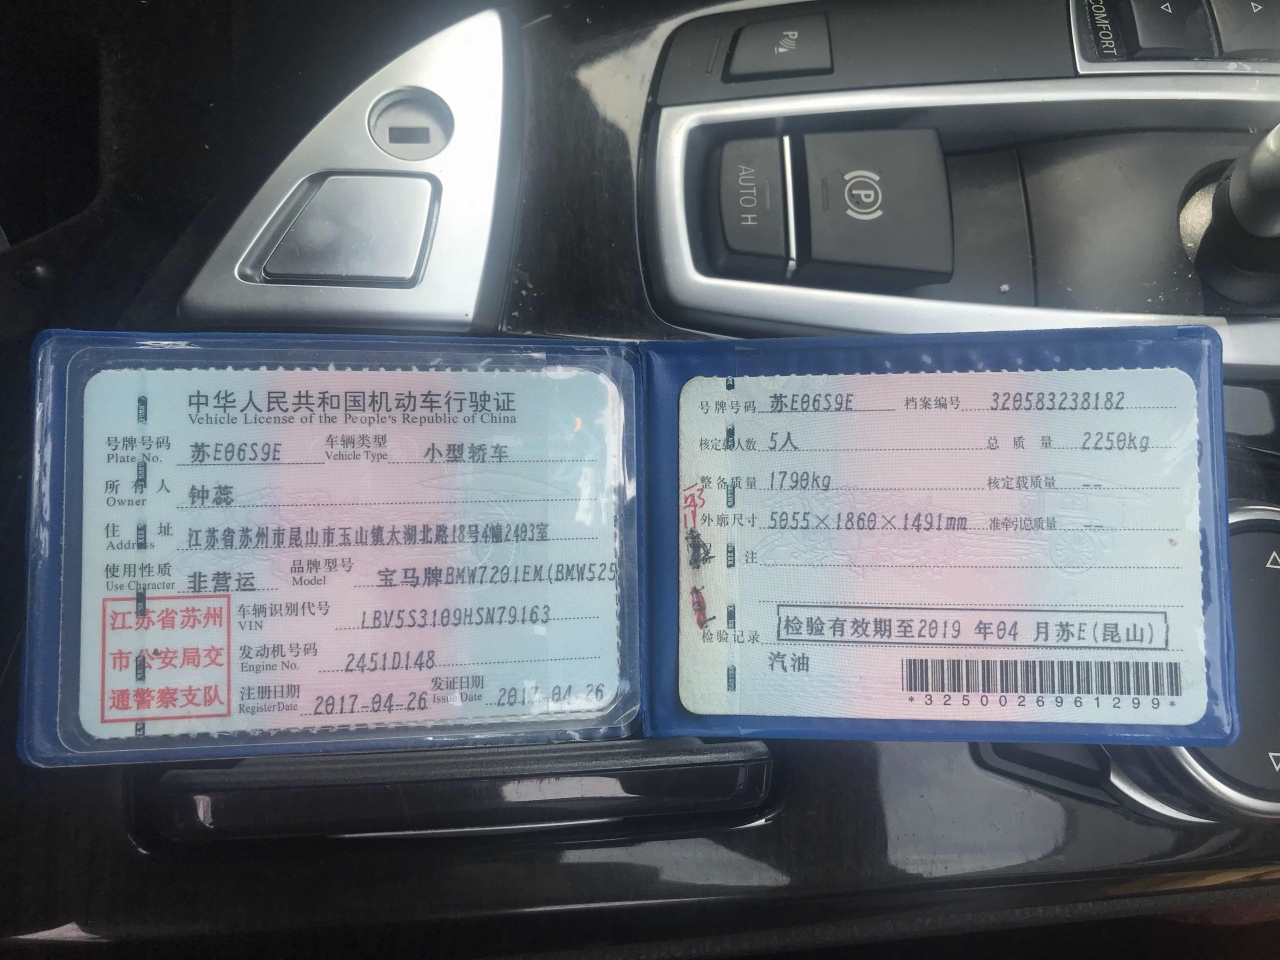 COMFORT
P
AUTO H
P
中华人民共和国机动车行驶证
Vehicle License of the People's Republic of China
号牌号码 苏E06S9E 车辆类型 小型轿车
Plate No. Vehicle Type
所有人 钟蕊
Owner
住址 江苏省苏州市昆山市玉山镇太湖北路18号4幢2403室
Address
使用性质 非营运 品牌型号 宝马牌BMW7201EM(BMW525
Use Character Model
江苏省苏州
市公安局交
通警察支队
车辆识别代号 LBV5S3109HSN79163
VIN
发动机号码 2451D148
Engine No.
注册日期 2017-04-26 发证日期 2017-04-26
Register Date Issue Date
号牌号码 苏E06S9E 档案编号 320583238182
核定载人数 5人 总质量 2250kg
整备质量 1790kg 核定载质量 --
外廓尺寸 5055×1860×1491mm 准牵引总质量 --
备注
检验记录 检验有效期至2019 年04 月苏E(昆山)
汽油
*3250026961299*